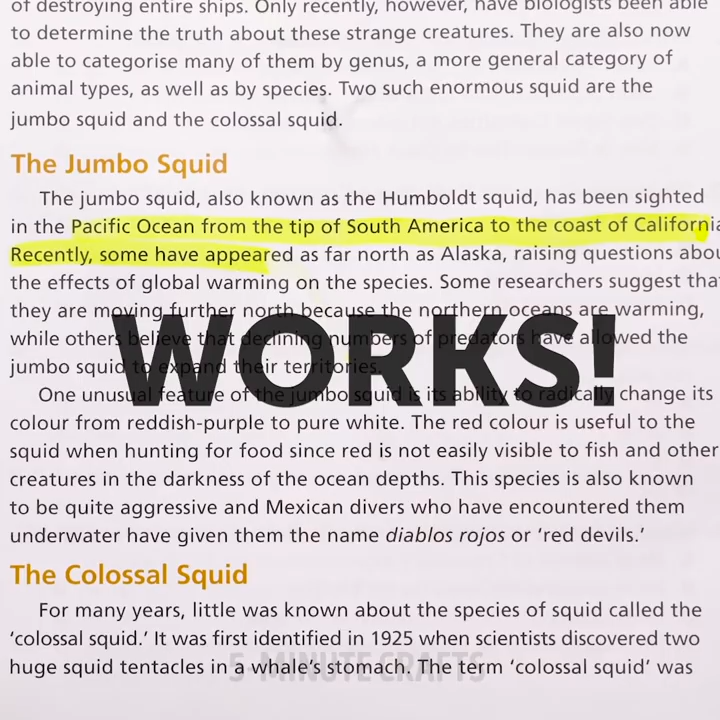 of destroying entire ships. Only recently, however, have biologists been able
to determine the truth about these strange creatures. They are also now
able to categorise many of them by genus, a more general category of
animal types, as well as by species. Two such enormous squid are the
jumbo squid and the colossal squid.
The Jumbo Squid
The jumbo squid, also known as the Humboldt squid, has been sighted
in the Pacific Ocean from the tip of South America to the coast of California
Recently, some have appeared as far north as Alaska, raising questions abou
the effects of global warming on the species. Some researchers suggest tha
they are moving further north because the northern oceans are warming,
while others believe that declining numbers of predators have allowed the
jumbo squid to expand their territories.
WORKS!
One unusual feature of the jumbo squid is its ability to radically change its
colour from reddish-purple to pure white. The red colour is useful to the
squid when hunting for food since red is not easily visible to fish and other
creatures in the darkness of the ocean depths. This species is also known
to be quite aggressive and Mexican divers who have encountered them
underwater have given them the name diablos rojos or ‘red devils.’
The Colossal Squid
For many years, little was known about the species of squid called the
‘colossal squid.’ It was first identified in 1925 when scientists discovered two
huge squid tentacles in a whale’s stomach. The term ‘colossal squid’ was
5-MINUTE CRAFTS